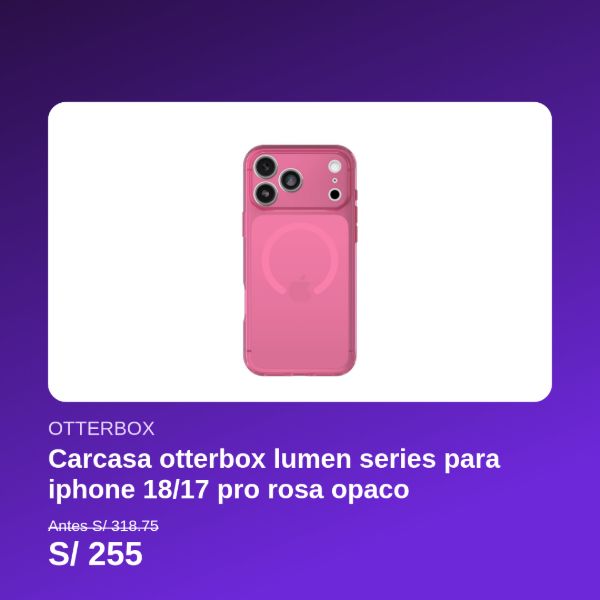 OTTERBOX
Carcasa otterbox lumen series para
iphone 18/17 pro rosa opaco
Antes S/ 318.75
S/ 255